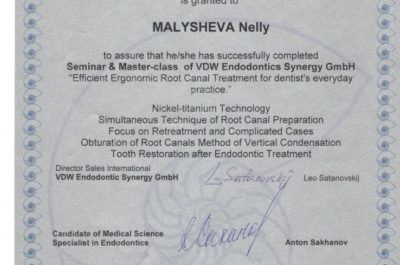 is granted to
MALYSHEVA Nelly
to assure that he/she has successfully completed
Seminar & Master-class of VDW Endodontics Synergy GmbH
"Efficient Ergonomic Root Canal Treatment for dentist's everyday
practice."
Nickel-titanium Technology
Simultaneous Technique of Root Canal Preparation
Focus on Retreatment and Complicated Cases
Obturation of Root Canals Method of Vertical Condensation
Tooth Restoration after Endodontic Treatment
Director Sales International
VDW Endodontic Synergy GmbH
L Satanovskij
Leo Satanovskij
Candidate of Medical Science
Specialist in Endodontics
Anton Sakhanov